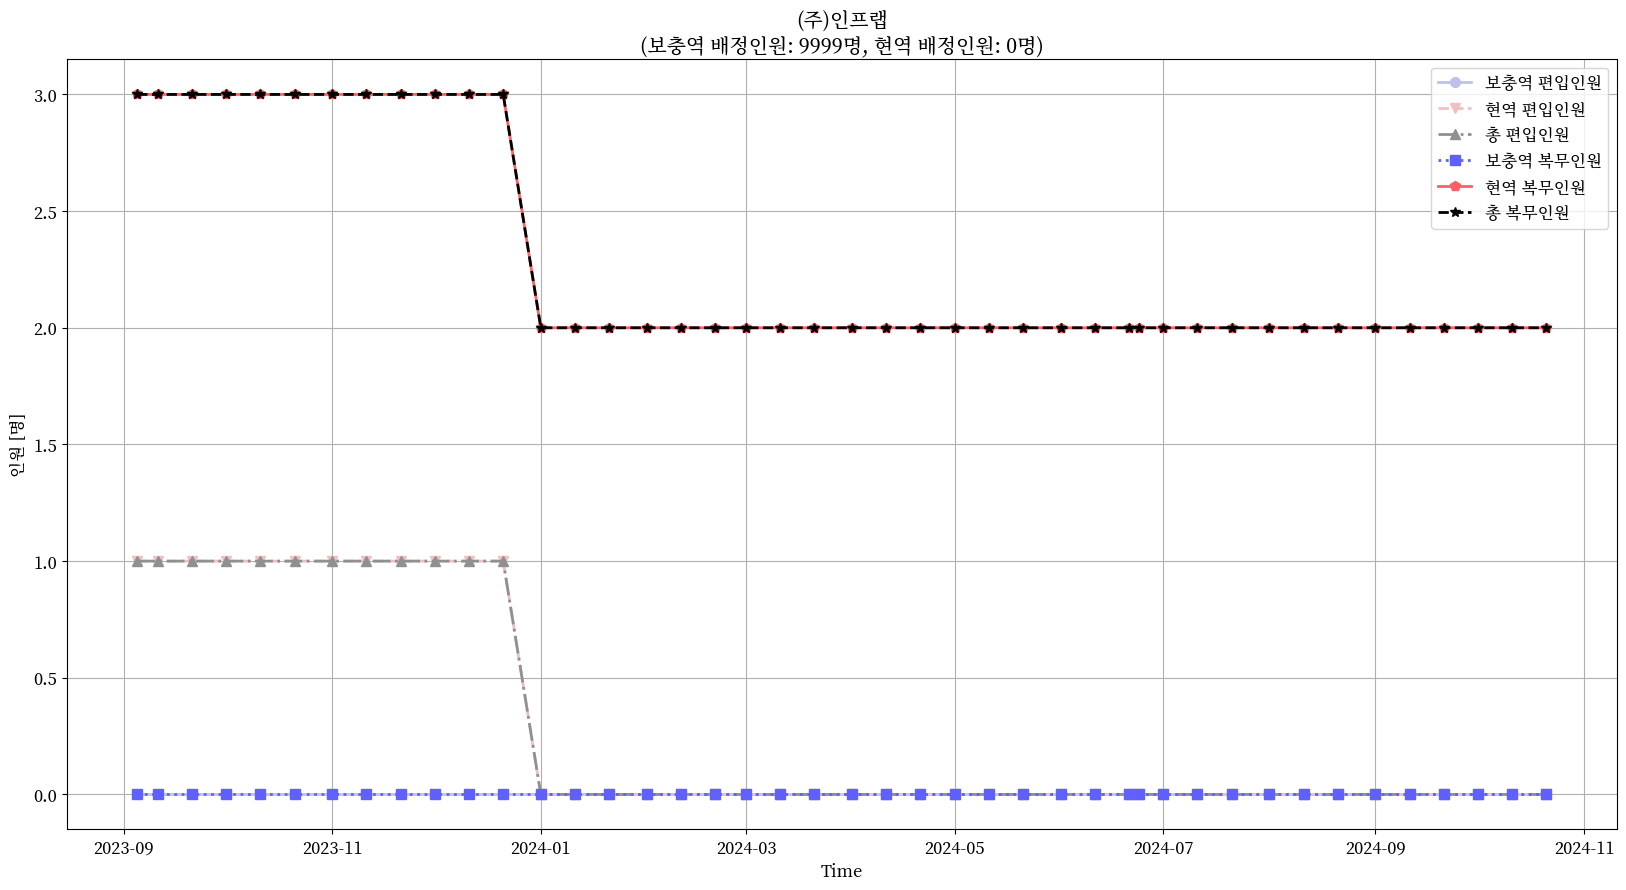 (주)인프랩
(보충역 배정인원: 9999명, 현역 배정인원: 0명)
보충역 편입인원
현역 편입인원
총 편입인원
보충역 복무인원
현역 복무인원
총 복무인원
인원 [명]
3.0
2.5
2.0
1.5
1.0
0.5
0.0
2023-09
2023-11
2024-01
2024-03
2024-05
2024-07
2024-09
2024-11
Time